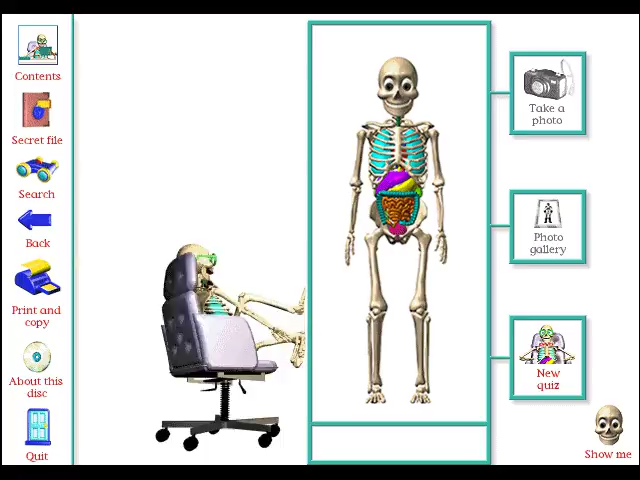 Contents
Secret file
Search
Back
Print and
copy
About this
disc
Quit
Take a
photo
Photo
gallery
New
quiz
Show me